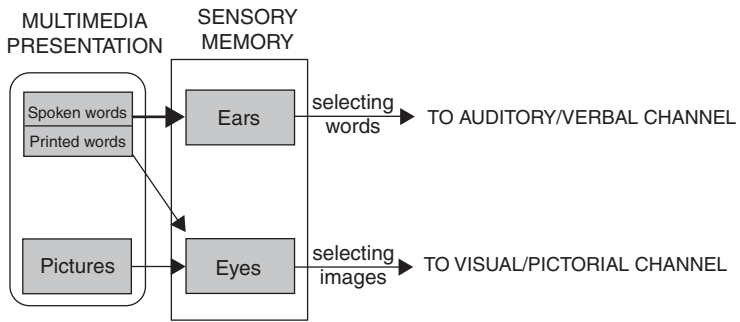 MULTIMEDIA
PRESENTATION
SENSORY
MEMORY
Spoken words
Printed words
Ears
selecting
words
TO AUDITORY/VERBAL CHANNEL
Pictures
Eyes
selecting
images
TO VISUAL/PICTORIAL CHANNEL